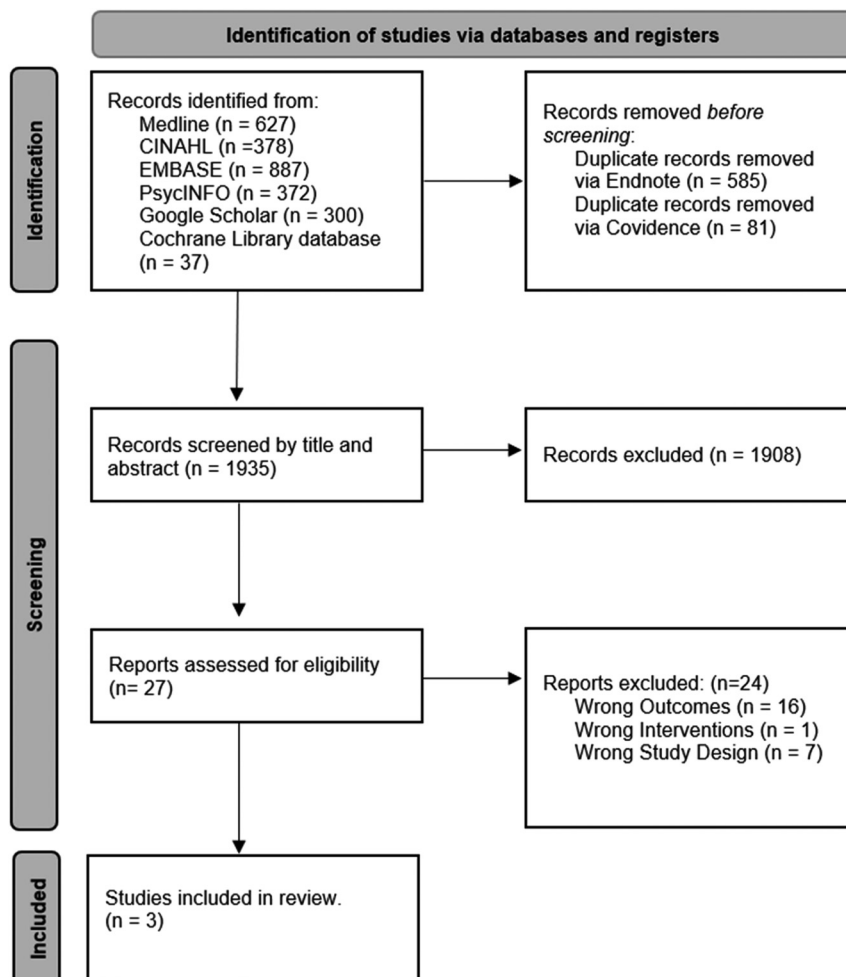 Identification of studies via databases and registers
Identification
Records identified from:
Medline (n = 627)
CINAHL (n =378)
EMBASE (n = 887)
PsycINFO (n = 372)
Google Scholar (n = 300)
Cochrane Library database
(n = 37)
Records removed before
screening:
Duplicate records removed
via Endnote (n = 585)
Duplicate records removed
via Covidence (n = 81)
Screening
Records screened by title and
abstract (n = 1935)
Records excluded (n = 1908)
Reports assessed for eligibility
(n= 27)
Reports excluded: (n=24)
Wrong Outcomes (n = 16)
Wrong Interventions (n = 1)
Wrong Study Design (n = 7)
Included
Studies included in review.
(n = 3)